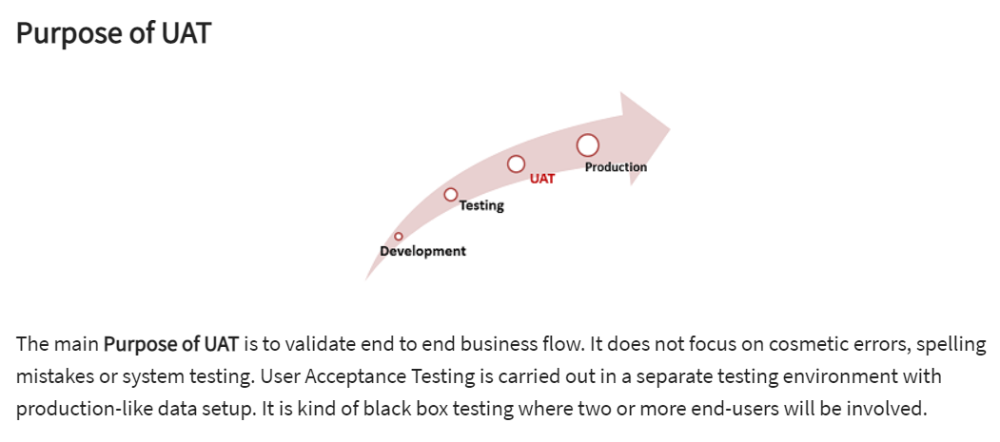 Purpose of UAT
Production
UAT
Testing
Development
The main Purpose of UAT is to validate end to end business flow. It does not focus on cosmetic errors, spelling
mistakes or system testing. User Acceptance Testing is carried out in a separate testing environment with
production-like data setup. It is kind of black box testing where two or more end-users will be involved.